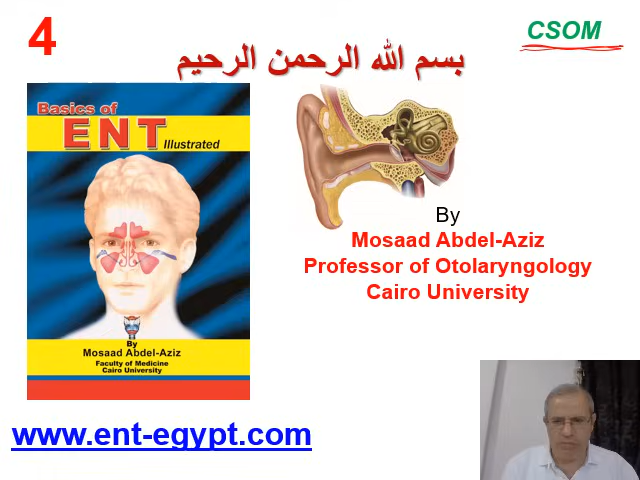 4
CSOM
بسم الله الرحمن الرحيم
Basics of
ENT
Illustrated
By
Mosaad Abdel-Aziz
Faculty of Medicine
Cairo University
By
Mosaad Abdel-Aziz
Professor of Otolaryngology
Cairo University
www.ent-egypt.com